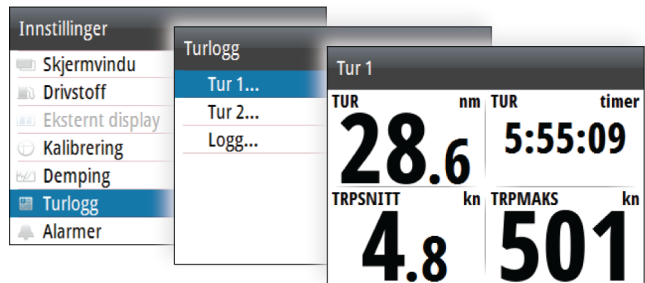 Innstillinger
Skjermvindu
Drivstoff
Eksternt display
Kalibrering
Demping
Turlogg
Alarmer
Turlogg
Tur 1...
Tur 2...
Logg...
Tur 1
TUR nm TUR timer
28.6 5:55:09
TRPSNITT kn TRPMAKS kn
4.8 501